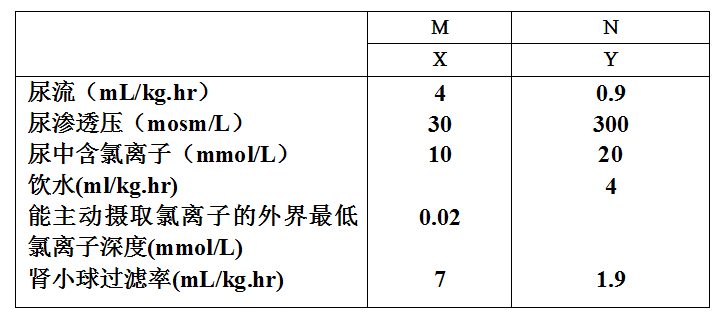 M N
X Y
尿流（mL/kg.hr） 4 0.9
尿渗透压（mosm/L） 30 300
尿中含氯离子（mmol/L） 10 20
饮水(ml/kg.hr) 4
能主动摄取氯离子的外界最低 0.02
氯离子深度(mmol/L)
肾小球过滤率(mL/kg.hr) 7 1.9